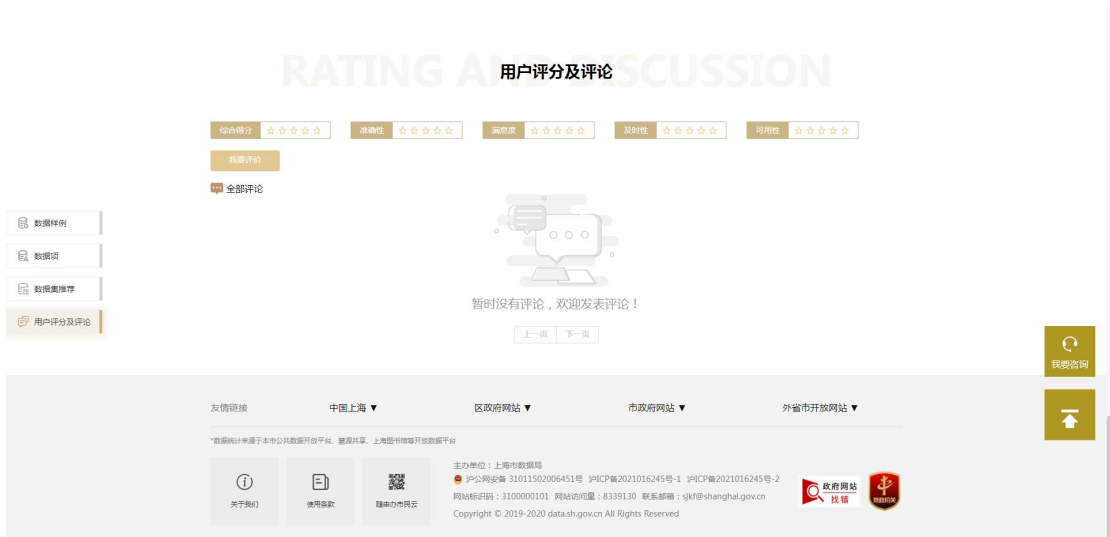 RATING AND DISCUSSION
用户评分及评论
综合得分 ☆☆☆☆☆ 准确性 ☆☆☆☆☆ 满意度 ☆☆☆☆☆ 及时性 ☆☆☆☆☆ 可用性 ☆☆☆☆☆
我要评价
全部评论
数据样例
数据项
数据集推荐
用户评分及评论
暂时没有评论，欢迎发表评论！
上一页 下一页
我要咨询
友情链接 中国上海 ▼ 区政府网站 ▼ 市政府网站 ▼ 外省市开放网站 ▼
*数据统计来源于本市公共数据开放平台、慧源共享、上海图书馆等开放数据平台
关于我们
使用条款
随申办市民云
主办单位：上海市数据局
沪公网安备 31011502006451号 沪ICP备2021016245号-1 沪ICP备2021016245号-2
网站标识码：3100000101 网站访问量：8339130 联系邮箱：sjkf@shanghai.gov.cn
Copyright © 2019-2020 data.sh.gov.cn All Rights Reserved
政府网站
找错
党政机关